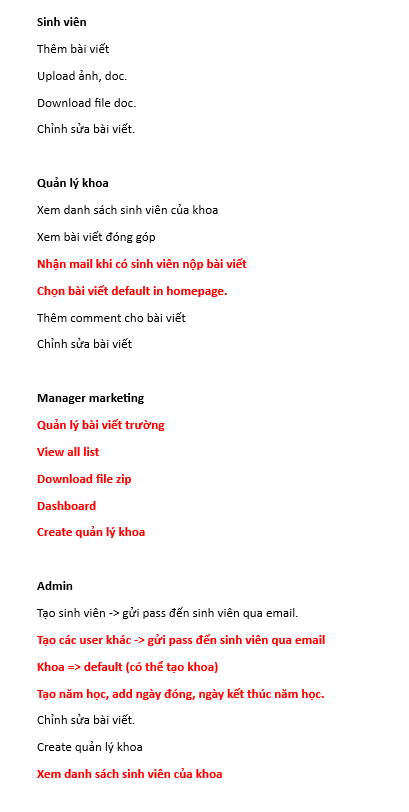 Sinh viên
Thêm bài viết
Upload ảnh, doc.
Download file doc.
Chỉnh sửa bài viết.
Quản lý khoa
Xem danh sách sinh viên của khoa
Xem bài viết đóng góp
Nhận mail khi có sinh viên nộp bài viết
Chọn bài viết default in homepage.
Thêm comment cho bài viết
Chỉnh sửa bài viết
Manager marketing
Quản lý bài viết trường
View all list
Download file zip
Dashboard
Create quản lý khoa
Admin
Tạo sinh viên -> gửi pass đến sinh viên qua email.
Tạo các user khác -> gửi pass đến sinh viên qua email
Khoa => default (có thể tạo khoa)
Tạo năm học, add ngày đóng, ngày kết thúc năm học.
Chỉnh sửa bài viết.
Create quản lý khoa
Xem danh sách sinh viên của khoa